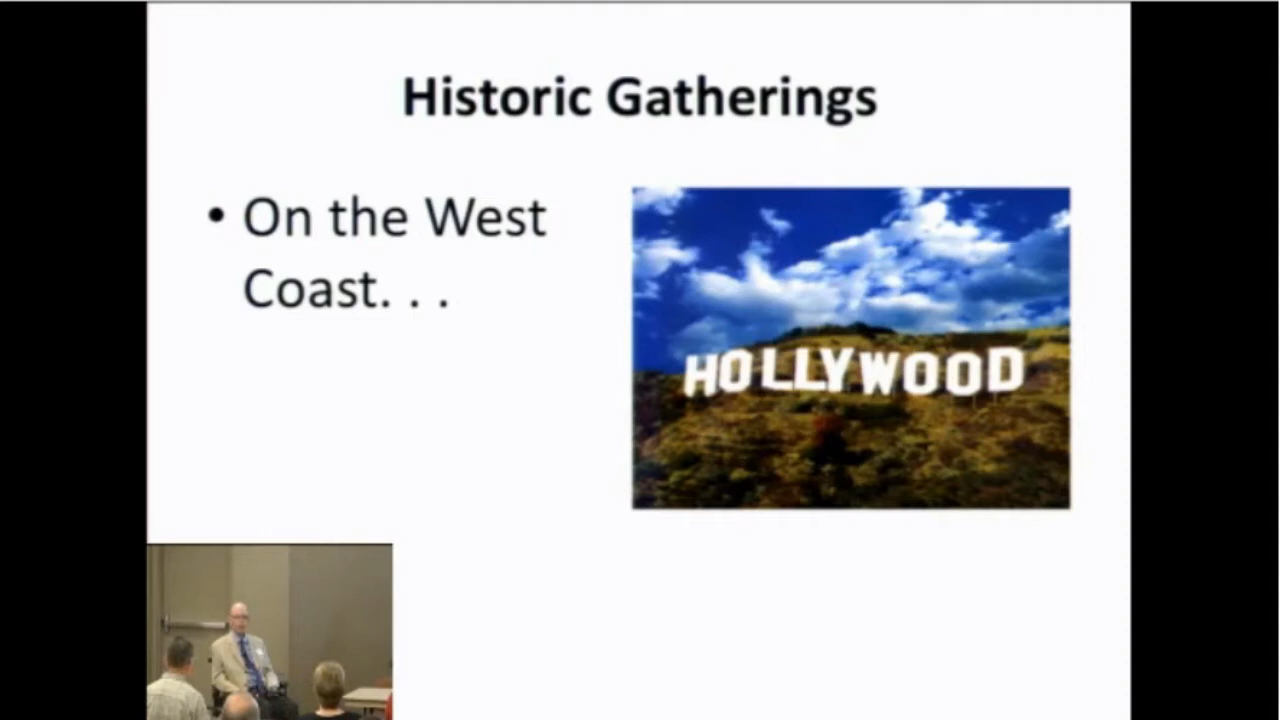 Historic Gatherings
• On the West
Coast. . .
HOLLYWOOD